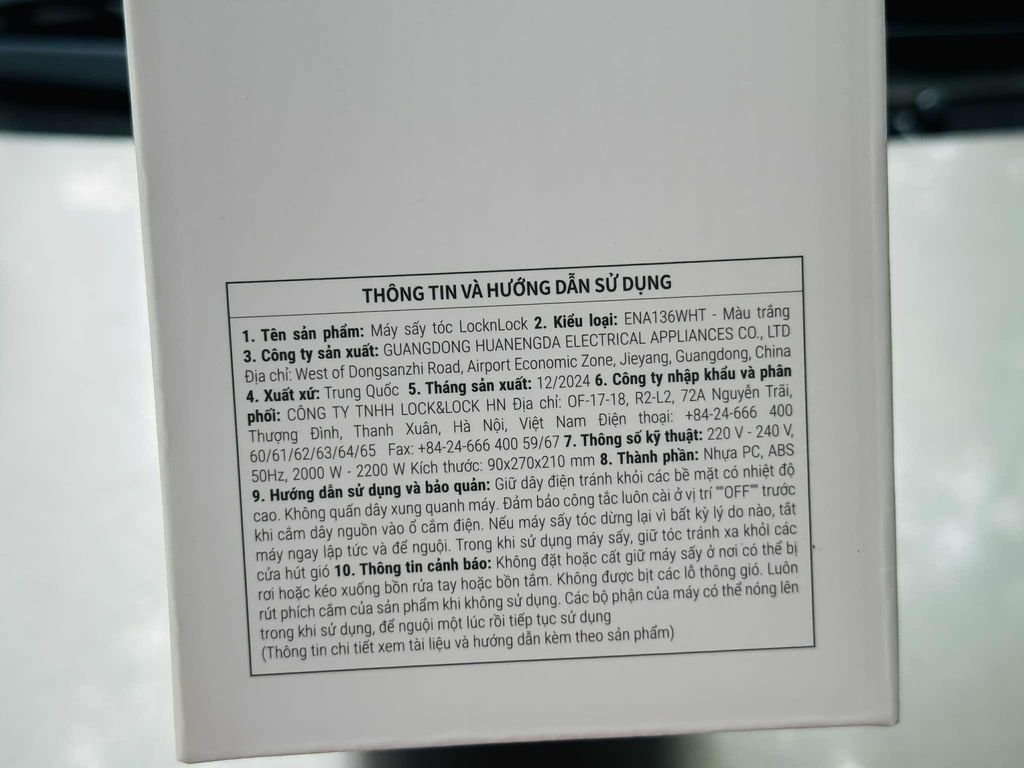 THÔNG TIN VÀ HƯỚNG DẪN SỬ DỤNG
1. Tên sản phẩm: Máy sấy tóc LocknLock 2. Kiểu loại: ENA136WHT - Màu trắng
3. Công ty sản xuất: GUANGDONG HUANENGDA ELECTRICAL APPLIANCES CO., LTD
Địa chỉ: West of Dongsanzhi Road, Airport Economic Zone, Jieyang, Guangdong, China
4. Xuất xứ: Trung Quốc 5. Tháng sản xuất: 12/2024 6. Công ty nhập khẩu và phân
phối: CÔNG TY TNHH LOCK&LOCK HN Địa chỉ: OF-17-18, R2-L2, 72A Nguyễn Trãi,
Thượng Đình, Thanh Xuân, Hà Nội, Việt Nam Điện thoại: +84-24-666 400
60/61/62/63/64/65 Fax: +84-24-666 400 59/67 7. Thông số kỹ thuật: 220 V - 240 V,
50Hz, 2000 W - 2200 W Kích thước: 90x270x210 mm 8. Thành phần: Nhựa PC, ABS
9. Hướng dẫn sử dụng và bảo quản: Giữ dây điện tránh khỏi các bề mặt có nhiệt độ
cao. Không quấn dây xung quanh máy. Đảm bảo công tắc luôn cài ở vị trí ""OFF"" trước
khi cắm dây nguồn vào ổ cắm điện. Nếu máy sấy tóc dừng lại vì bất kỳ lý do nào, tắt
máy ngay lập tức và để nguội. Trong khi sử dụng máy sấy, giữ tóc tránh xa khỏi các
cửa hút gió 10. Thông tin cảnh báo: Không đặt hoặc cất giữ máy sấy ở nơi có thể bị
rơi hoặc kéo xuống bồn rửa tay hoặc bồn tắm. Không được bịt các lỗ thông gió. Luôn
rút phích cắm của sản phẩm khi không sử dụng. Các bộ phận của máy có thể nóng lên
trong khi sử dụng, để nguội một lúc rồi tiếp tục sử dụng
(Thông tin chi tiết xem tài liệu và hướng dẫn kèm theo sản phẩm)